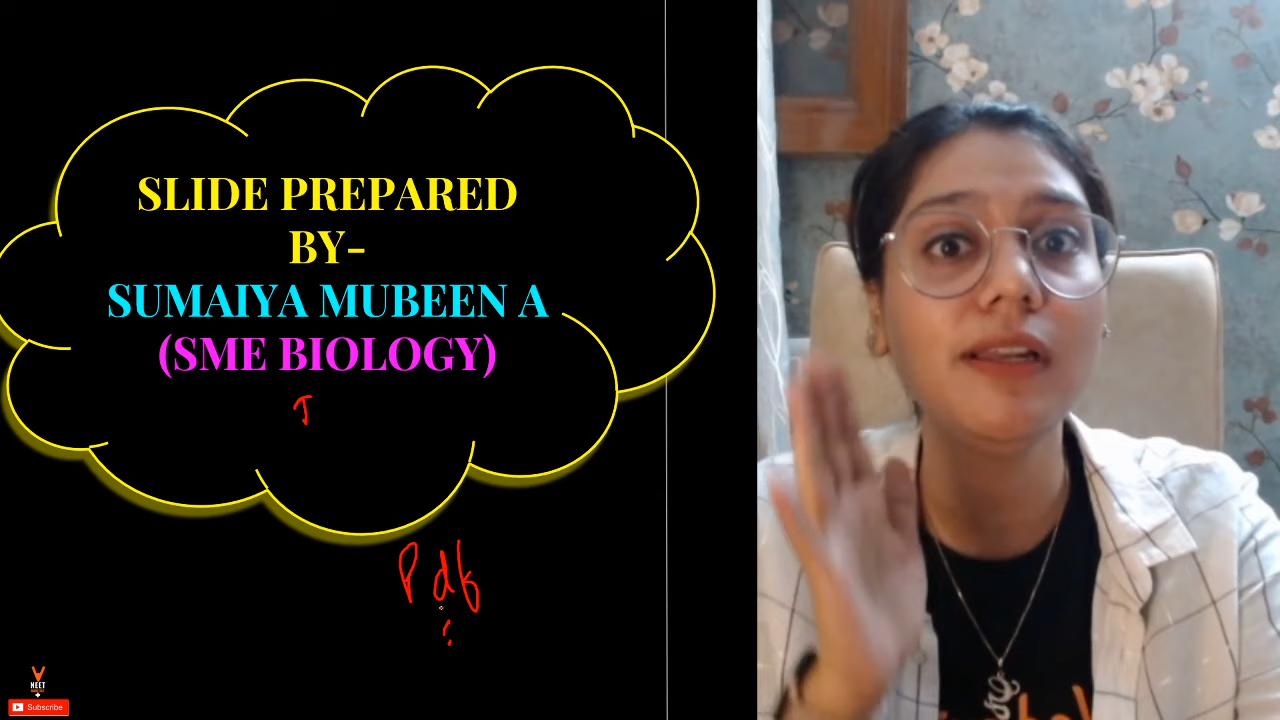 SLIDE PREPARED
BY-
SUMAIYA MUBEEN A
(SME BIOLOGY)
Pdf
NEET
Subscribe